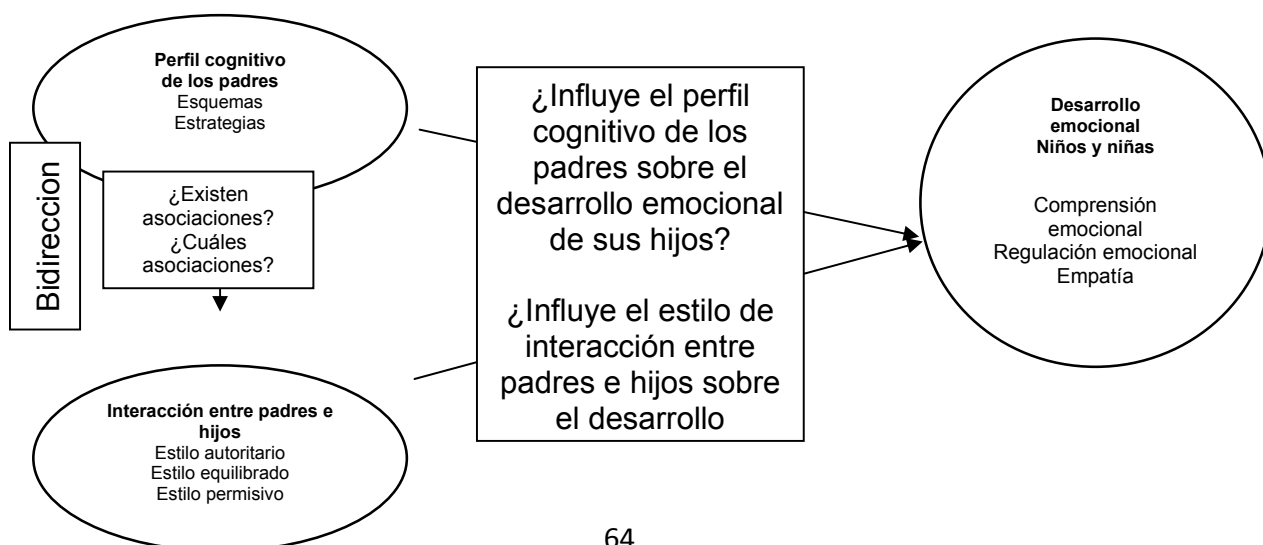 Perfil cognitivo
de los padres
Esquemas
Estrategias
Bidireccion
¿Existen
asociaciones?
¿Cuáles
asociaciones?
Interacción entre padres e
hijos
Estilo autoritario
Estilo equilibrado
Estilo permisivo
¿Influye el perfil
cognitivo de los
padres sobre el
desarrollo emocional
de sus hijos?
¿Influye el estilo de
interacción entre
padres e hijos sobre
el desarrollo
Desarrollo
emocional
Niños y niñas
Comprensión
emocional
Regulación emocional
Empatía
64